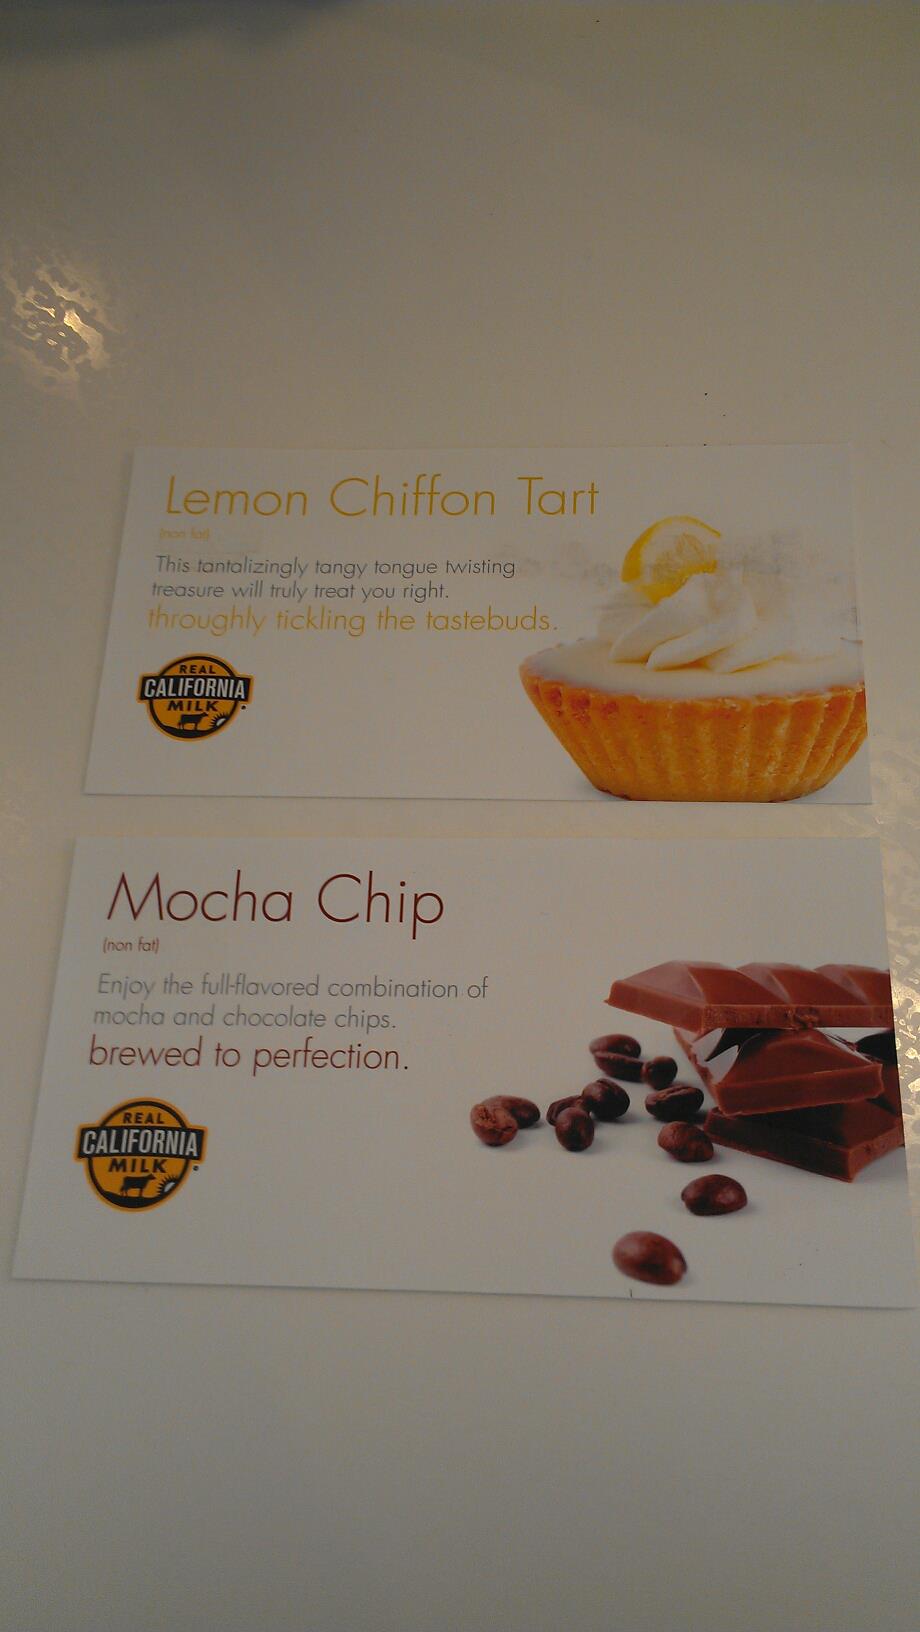 Lemon Chiffon Tart
(non fat)
This tantalizingly tangy tongue twisting
treasure will truly treat you right.
throughly tickling the tastebuds.
REAL
CALIFORNIA
MILK
Mocha Chip
(non fat)
Enjoy the full-flavored combination of
mocha and chocolate chips.
brewed to perfection.
REAL
CALIFORNIA
MILK